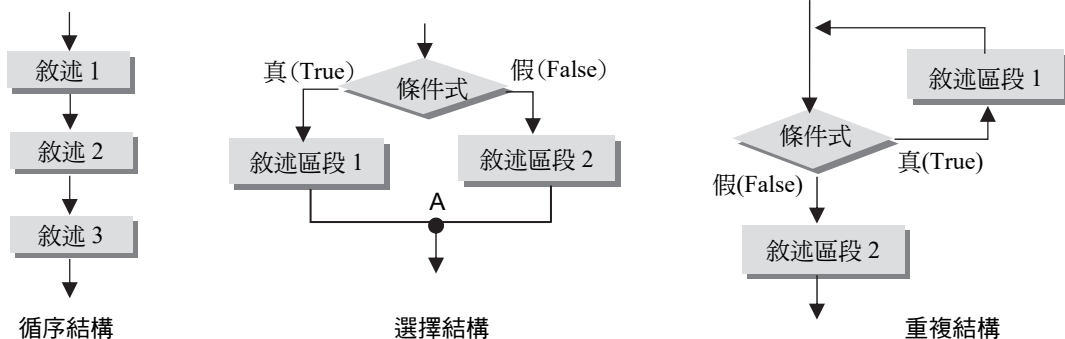 敘述 1
敘述 2
敘述 3
循序結構
真(True)
條件式
假(False)
敘述區段 1
敘述區段 2
A
選擇結構
敘述區段 1
條件式
真(True)
假(False)
敘述區段 2
重複結構